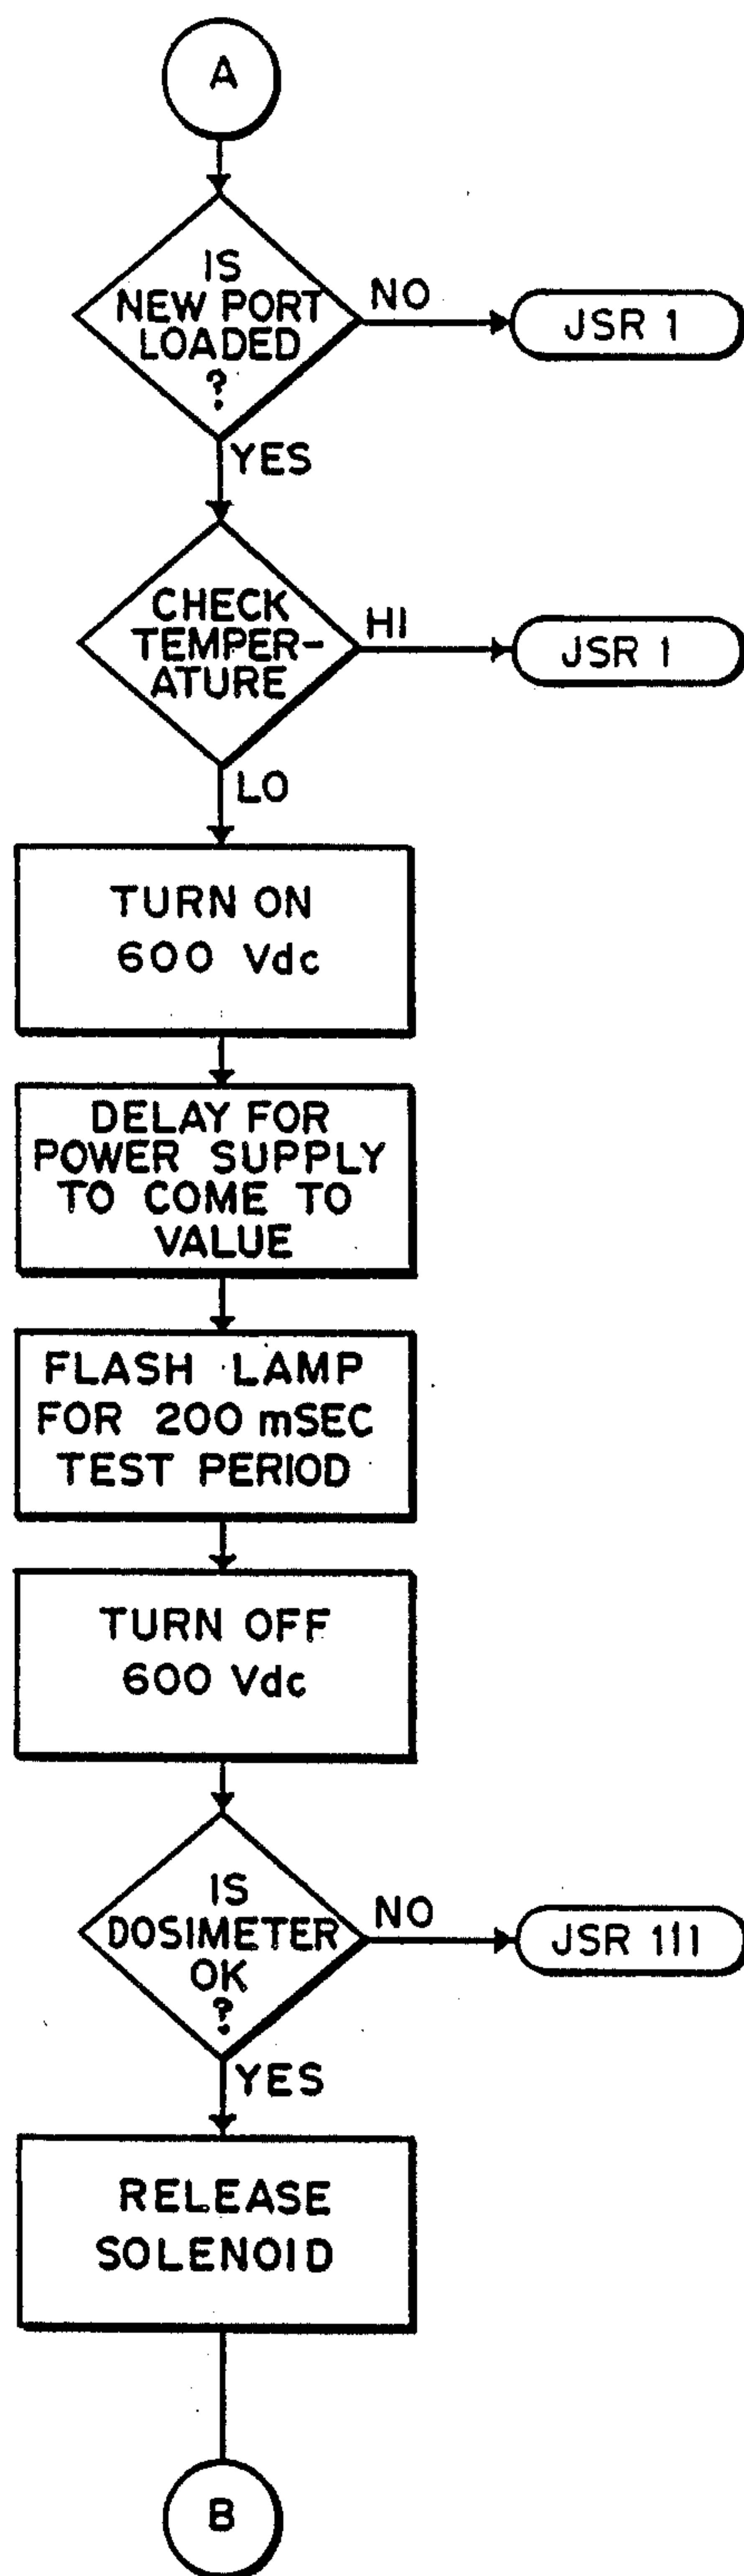 A
IS
NEW PORT
LOADED
?
NO
JSR 1
YES
CHECK
TEMPER-
ATURE
HI
JSR 1
LO
TURN ON
600 Vdc
DELAY FOR
POWER SUPPLY
TO COME TO
VALUE
FLASH LAMP
FOR 200 mSEC
TEST PERIOD
TURN OFF
600 Vdc
IS
DOSIMETER
OK
?
NO
JSR 111
YES
RELEASE
SOLENOID
B